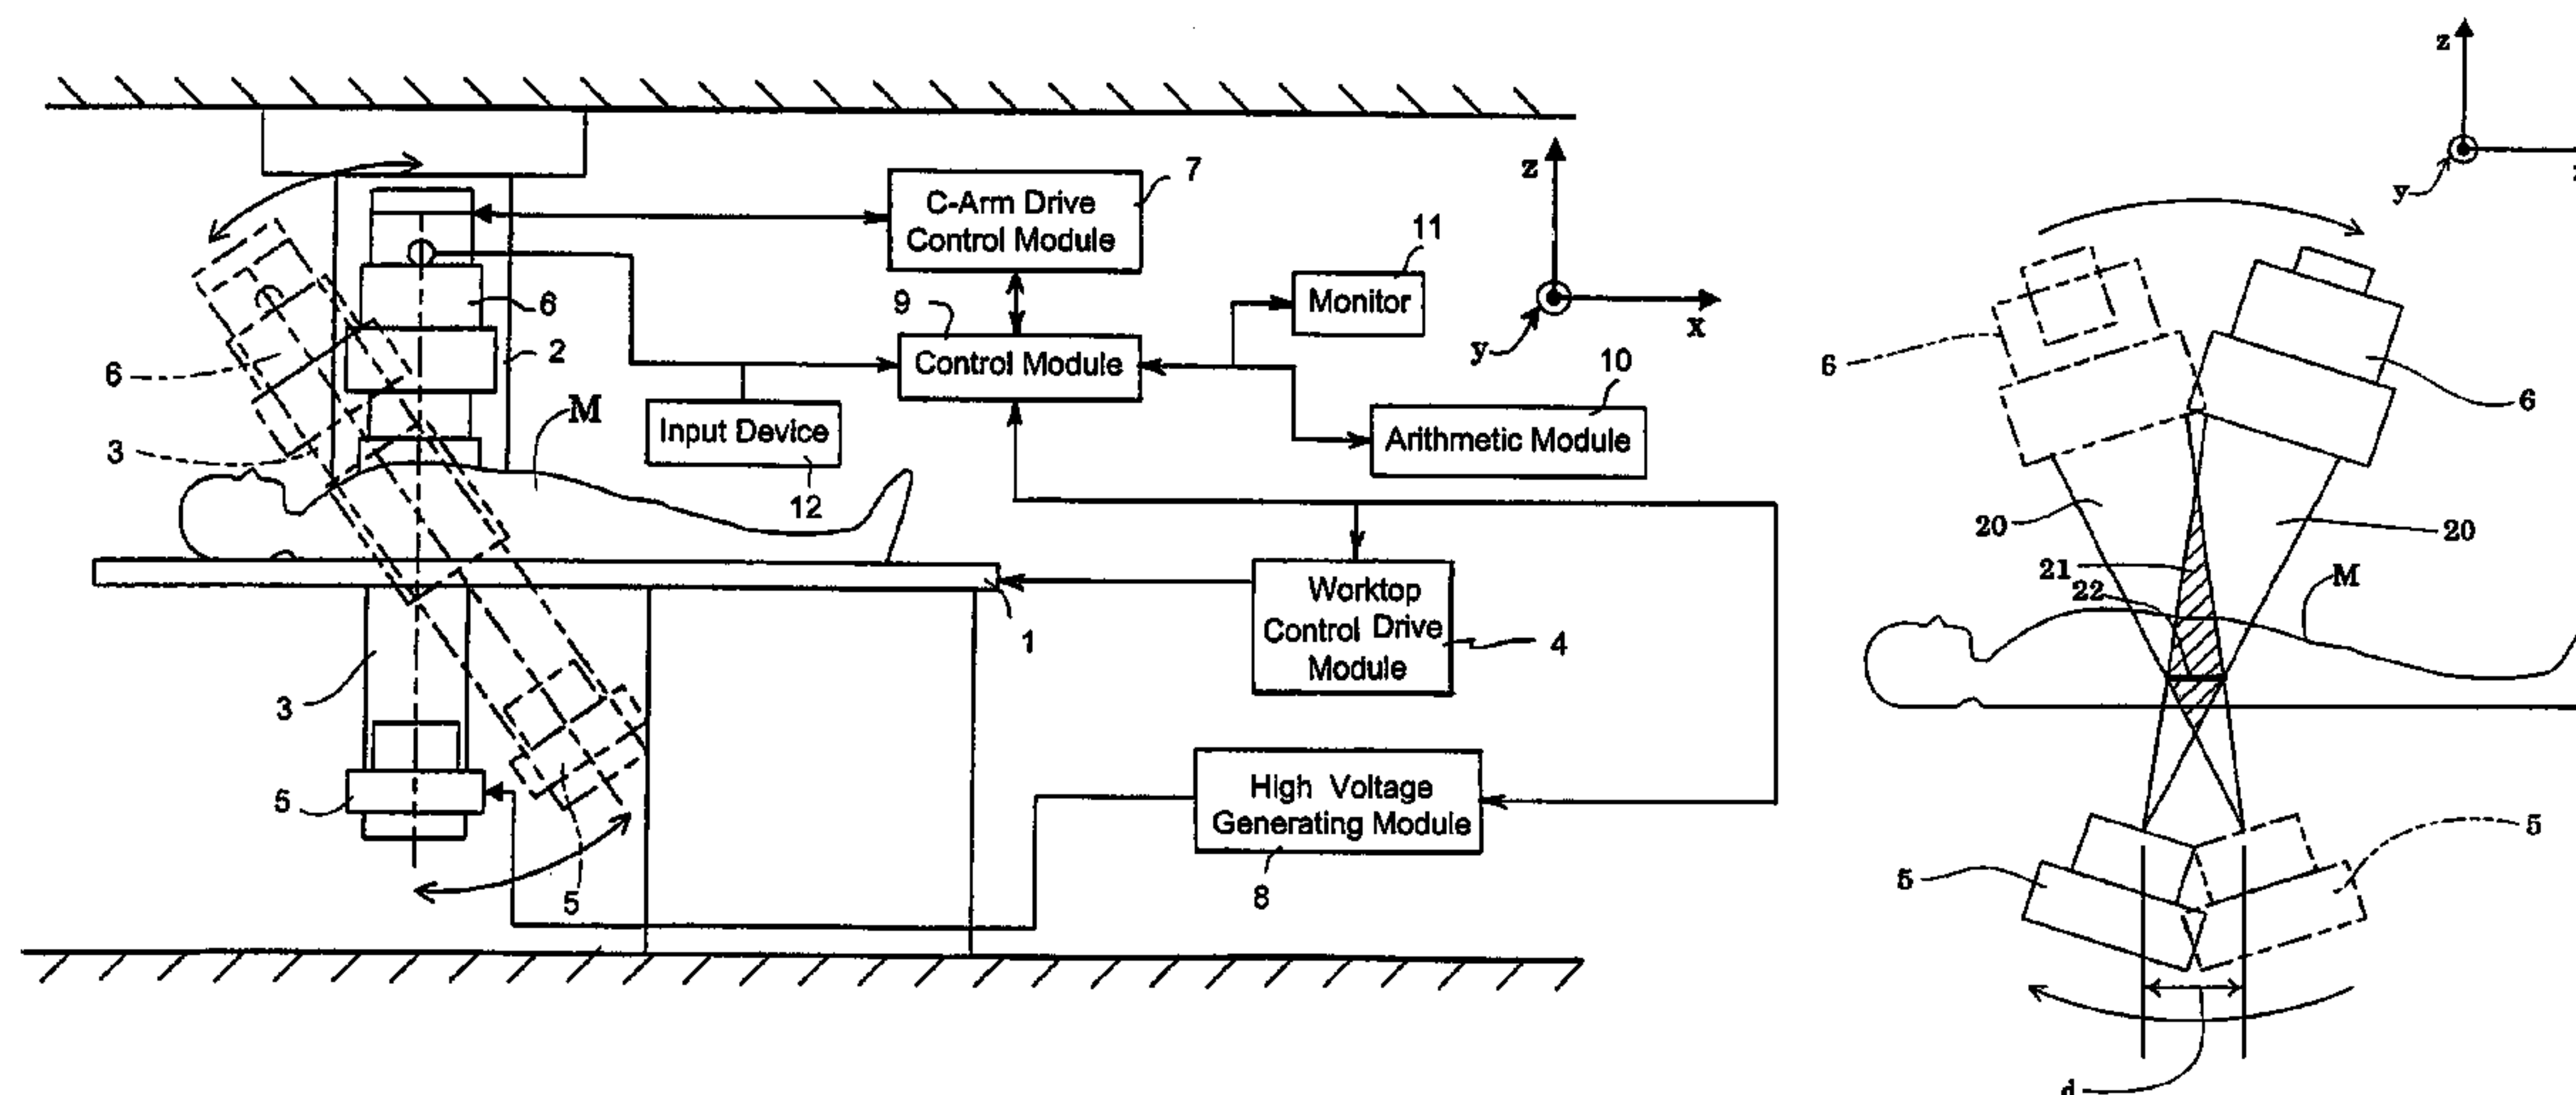 z
C-Arm Drive
Control Module
7
11
Monitor
z
x
y
9
Control Module
6
2
6
3
M
Input Device
12
10
Arithmetic Module
1
Worktop
Control Drive
Module
4
3
5
5
High Voltage
Generating Module
8
y
6
6
20
20
21
22
M
5
5
d